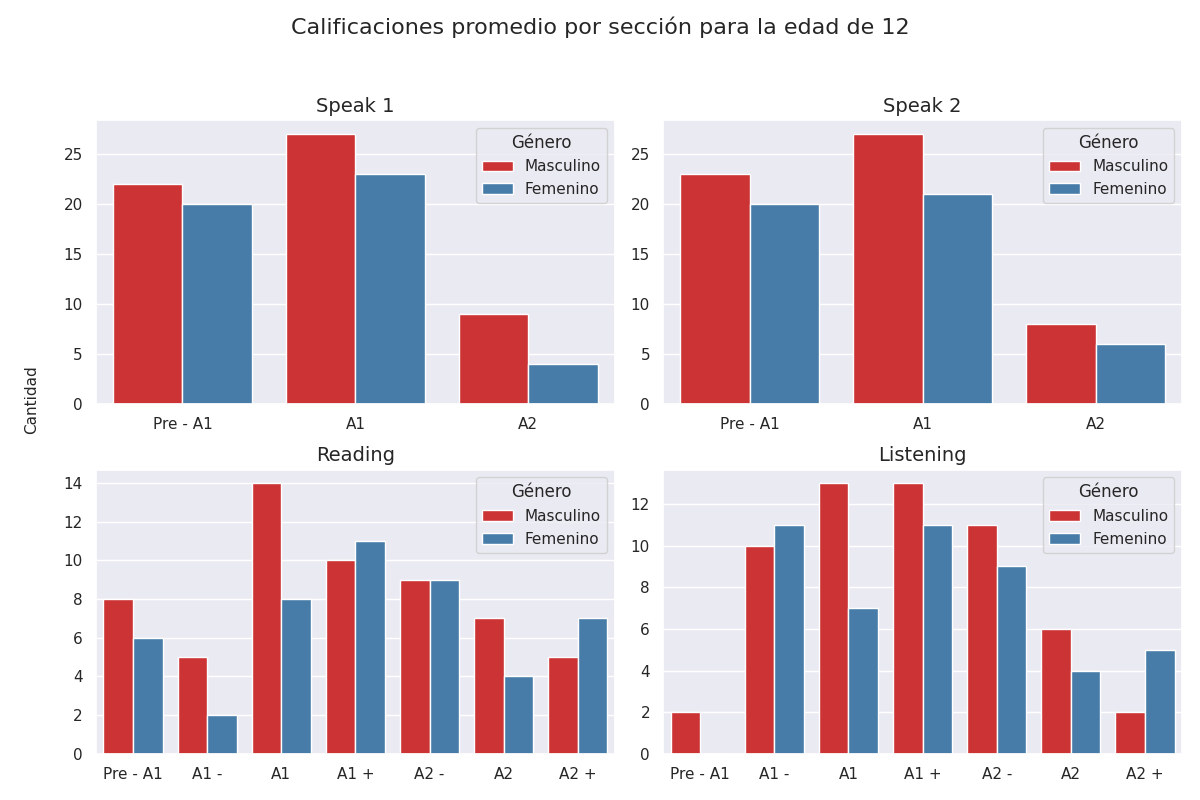 Calificaciones promedio por sección para la edad de 12
Cantidad
Speak 1
25
20
15
10
5
0
Pre - A1
A1
A2
Género
Masculino
Femenino
Speak 2
25
20
15
10
5
0
Pre - A1
A1
A2
Género
Masculino
Femenino
Reading
14
12
10
8
6
4
2
0
Pre - A1
A1 -
A1
A1 +
A2 -
A2
A2 +
Género
Masculino
Femenino
Listening
12
10
8
6
4
2
0
Pre - A1
A1 -
A1
A1 +
A2 -
A2
A2 +
Género
Masculino
Femenino